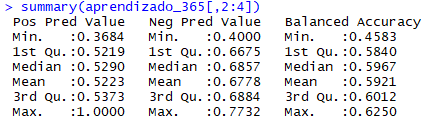 > summary(aprendizado_365[,2:4])
Pos Pred Value Neg Pred Value Balanced Accuracy
Min. :0.3684 Min. :0.4000 Min. :0.4583
1st Qu.:0.5219 1st Qu.:0.6675 1st Qu.:0.5840
Median :0.5290 Median :0.6857 Median :0.5967
Mean :0.5223 Mean :0.6778 Mean :0.5921
3rd Qu.:0.5373 3rd Qu.:0.6884 3rd Qu.:0.6012
Max. :1.0000 Max. :0.7732 Max. :0.6250